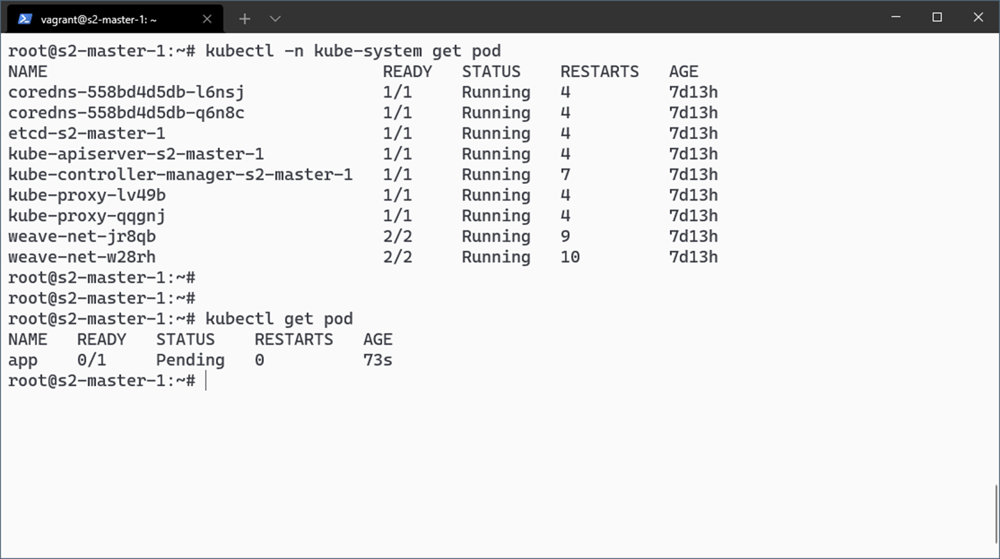 vagrant@s2-master-1: ~
root@s2-master-1:~# kubectl -n kube-system get pod
NAME                                  READY   STATUS    RESTARTS   AGE
coredns-558bd4d5db-l6nsj              1/1     Running   4          7d13h
coredns-558bd4d5db-q6n8c              1/1     Running   4          7d13h
etcd-s2-master-1                      1/1     Running   4          7d13h
kube-apiserver-s2-master-1            1/1     Running   4          7d13h
kube-controller-manager-s2-master-1   1/1     Running   7          7d13h
kube-proxy-lv49b                      1/1     Running   4          7d13h
kube-proxy-qqgnj                      1/1     Running   4          7d13h
weave-net-jr8qb                       2/2     Running   9          7d13h
weave-net-w28rh                       2/2     Running   10         7d13h
root@s2-master-1:~#
root@s2-master-1:~#
root@s2-master-1:~# kubectl get pod
NAME   READY   STATUS    RESTARTS   AGE
app    0/1     Pending   0          73s
root@s2-master-1:~#